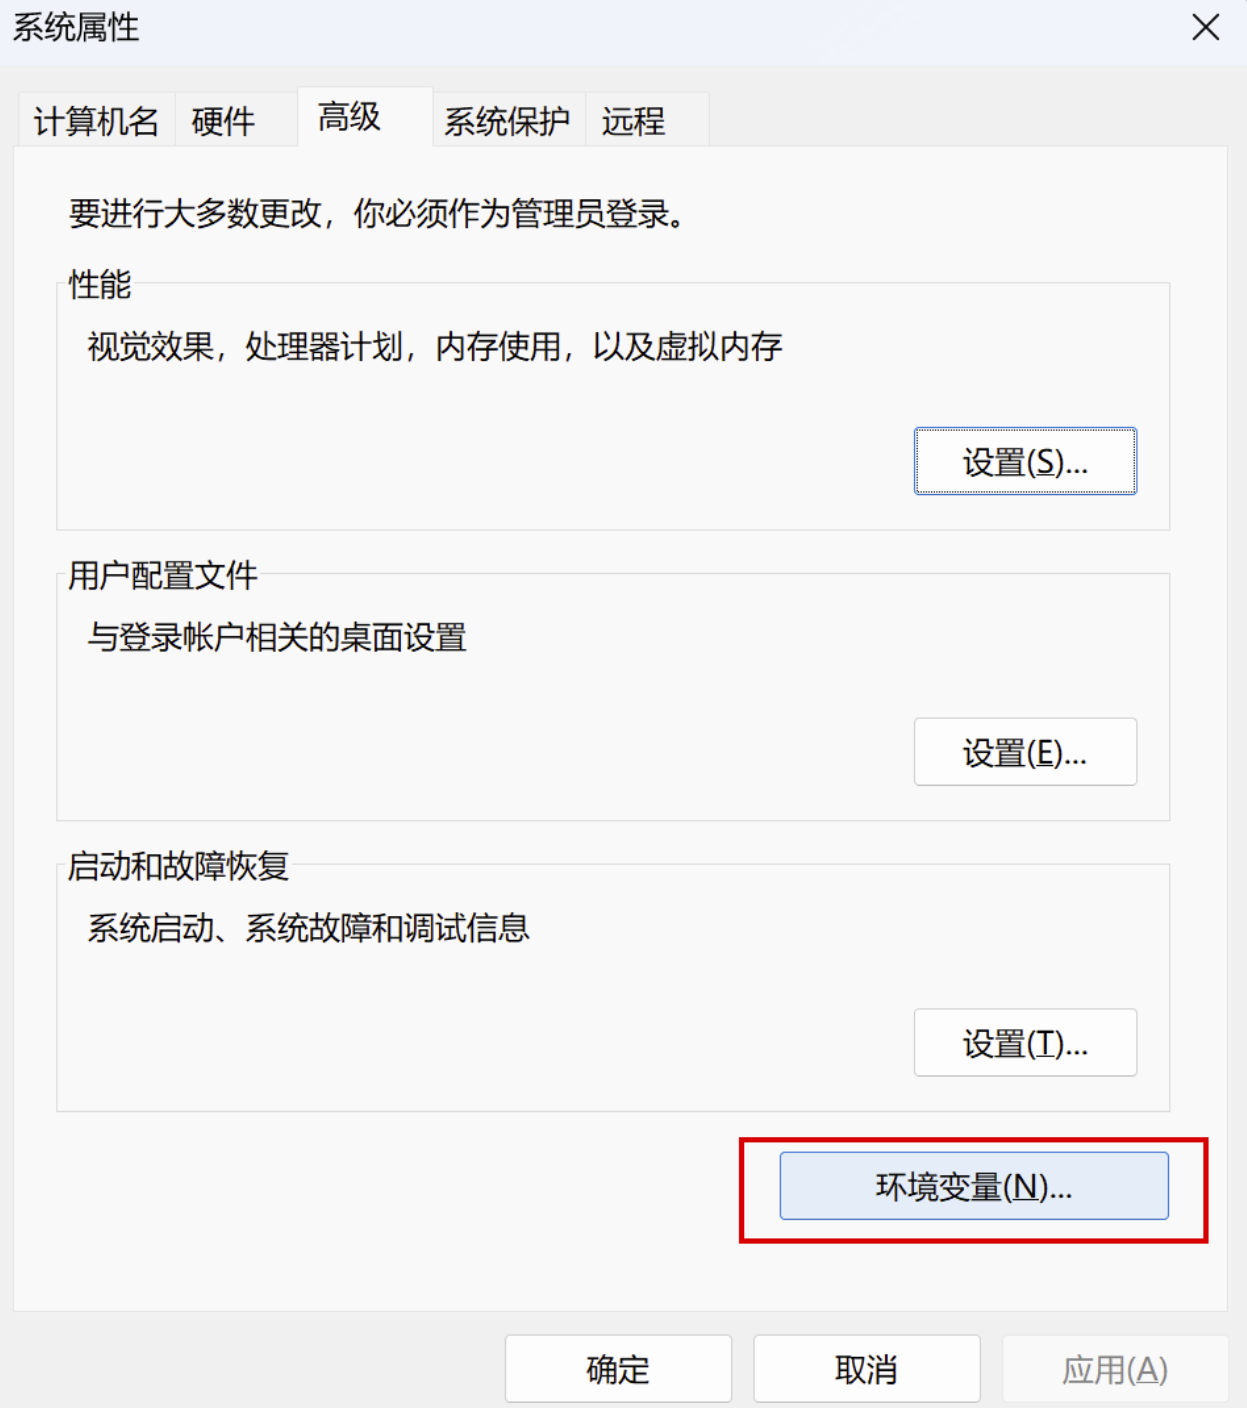 系统属性
计算机名 硬件 高级 系统保护 远程
要进行大多数更改，你必须作为管理员登录。
性能
视觉效果，处理器计划，内存使用，以及虚拟内存
设置(S)...
用户配置文件
与登录帐户相关的桌面设置
设置(E)...
启动和故障恢复
系统启动、系统故障和调试信息
设置(T)...
环境变量(N)...
确定 取消 应用(A)